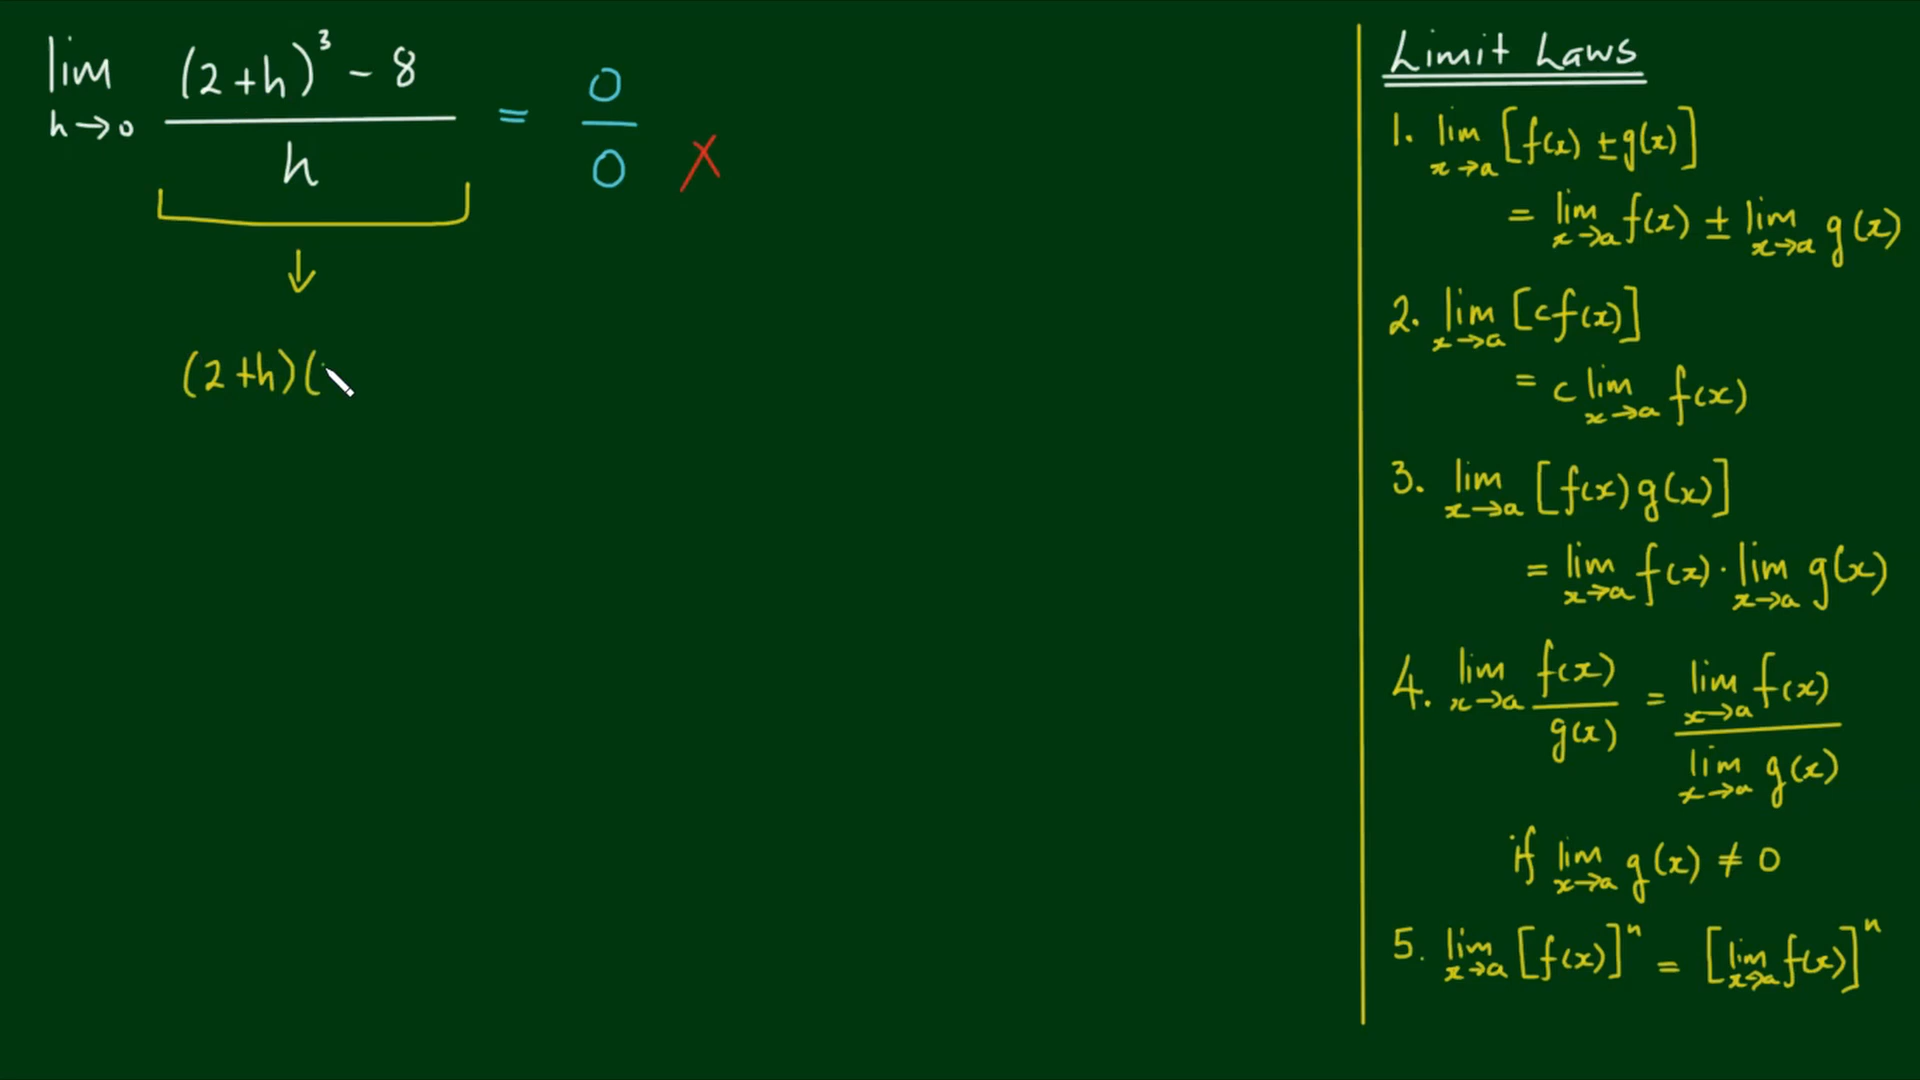 lim h→0 (2+h)³ - 8 / h = 0/0 X
(2+h)(
Limit Laws
1. lim x→a [f(x) ± g(x)]
= lim x→a f(x) ± lim x→a g(x)
2. lim x→a [cf(x)]
= c lim x→a f(x)
3. lim x→a [f(x) g(x)]
= lim x→a f(x) · lim x→a g(x)
4. lim x→a f(x)/g(x) = lim x→a f(x) / lim x→a g(x)
if lim x→a g(x) ≠ 0
5. lim x→a [f(x)]ⁿ = [lim x→a f(x)]ⁿ